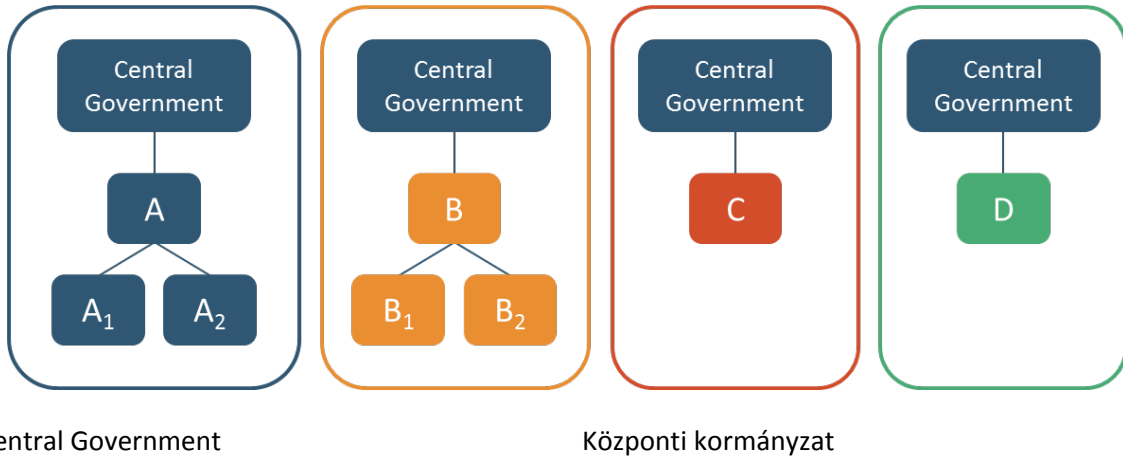 Central
Government
Central
Government
Central
Government
Central
Government
A
B
C
D
A₁
A₂
B₁
B₂
entral Government
Központi kormányzat